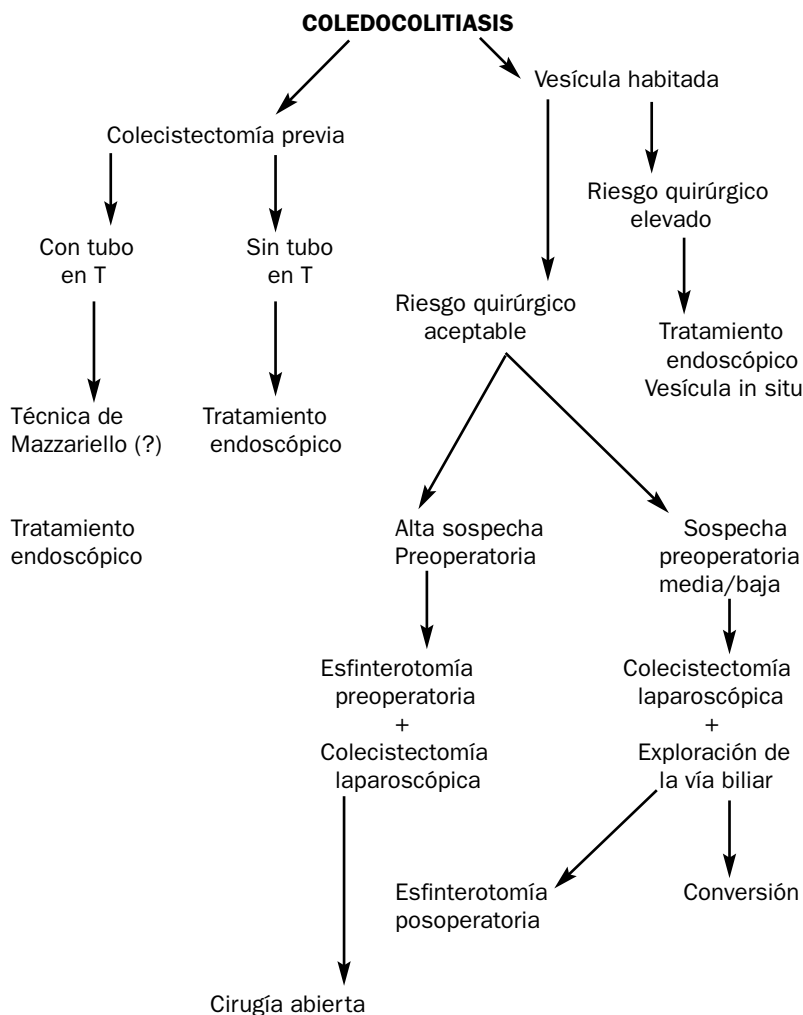 COLEDOCOLITIASIS
Vesícula habitada
Colecistectomía previa
Riesgo quirúrgico
elevado
Con tubo
en T
Sin tubo
en T
Riesgo quirúrgico
aceptable
Tratamiento
endoscópico
Vesícula in situ
Técnica de
Mazzariello (?)
Tratamiento
endoscópico
Tratamiento
endoscópico
Alta sospecha
Preoperatoria
Sospecha
preoperatoria
media/baja
Esfinterotomía
preoperatoria
+
Colecistectomía
laparoscópica
Colecistectomía
laparoscópica
+
Exploración de
la vía biliar
Esfinterotomía
posoperatoria
Conversión
Cirugía abierta